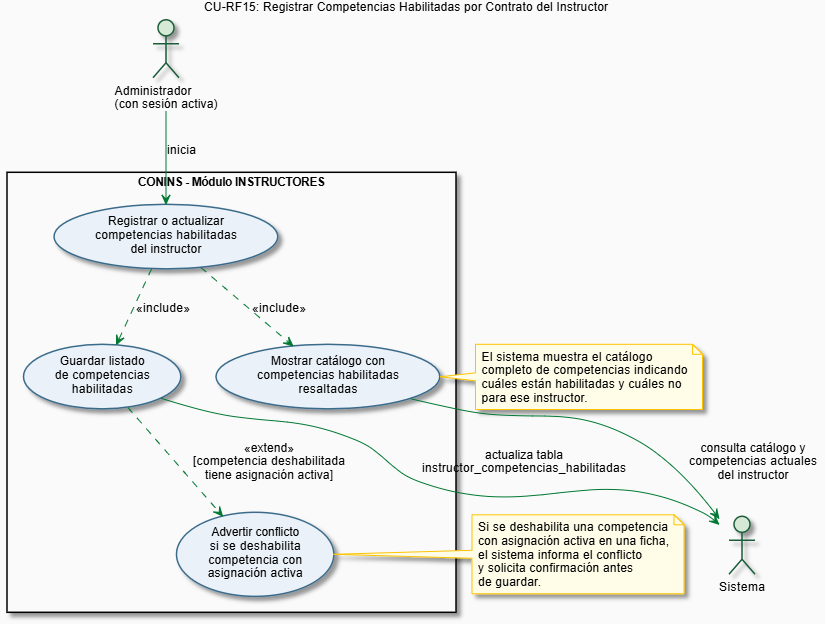 CU-RF15: Registrar Competencias Habilitadas por Contrato del Instructor
Administrador
(con sesión activa)
inicia
CONINS - Módulo INSTRUCTORES
Registrar o actualizar
competencias habilitadas
del instructor
«include»
«include»
Guardar listado
de competencias
habilitadas
Mostrar catálogo con
competencias habilitadas
resaltadas
El sistema muestra el catálogo
completo de competencias indicando
cuáles están habilitadas y cuáles no
para ese instructor.
«extend»
[competencia deshabilitada
tiene asignación activa]
actualiza tabla
instructor_competencias_habilitadas
consulta catálogo y
competencias actuales
del instructor
Advertir conflicto
si se deshabilita
competencia con
asignación activa
Si se deshabilita una competencia
con asignación activa en una ficha,
el sistema informa el conflicto
y solicita confirmación antes
de guardar.
Sistema